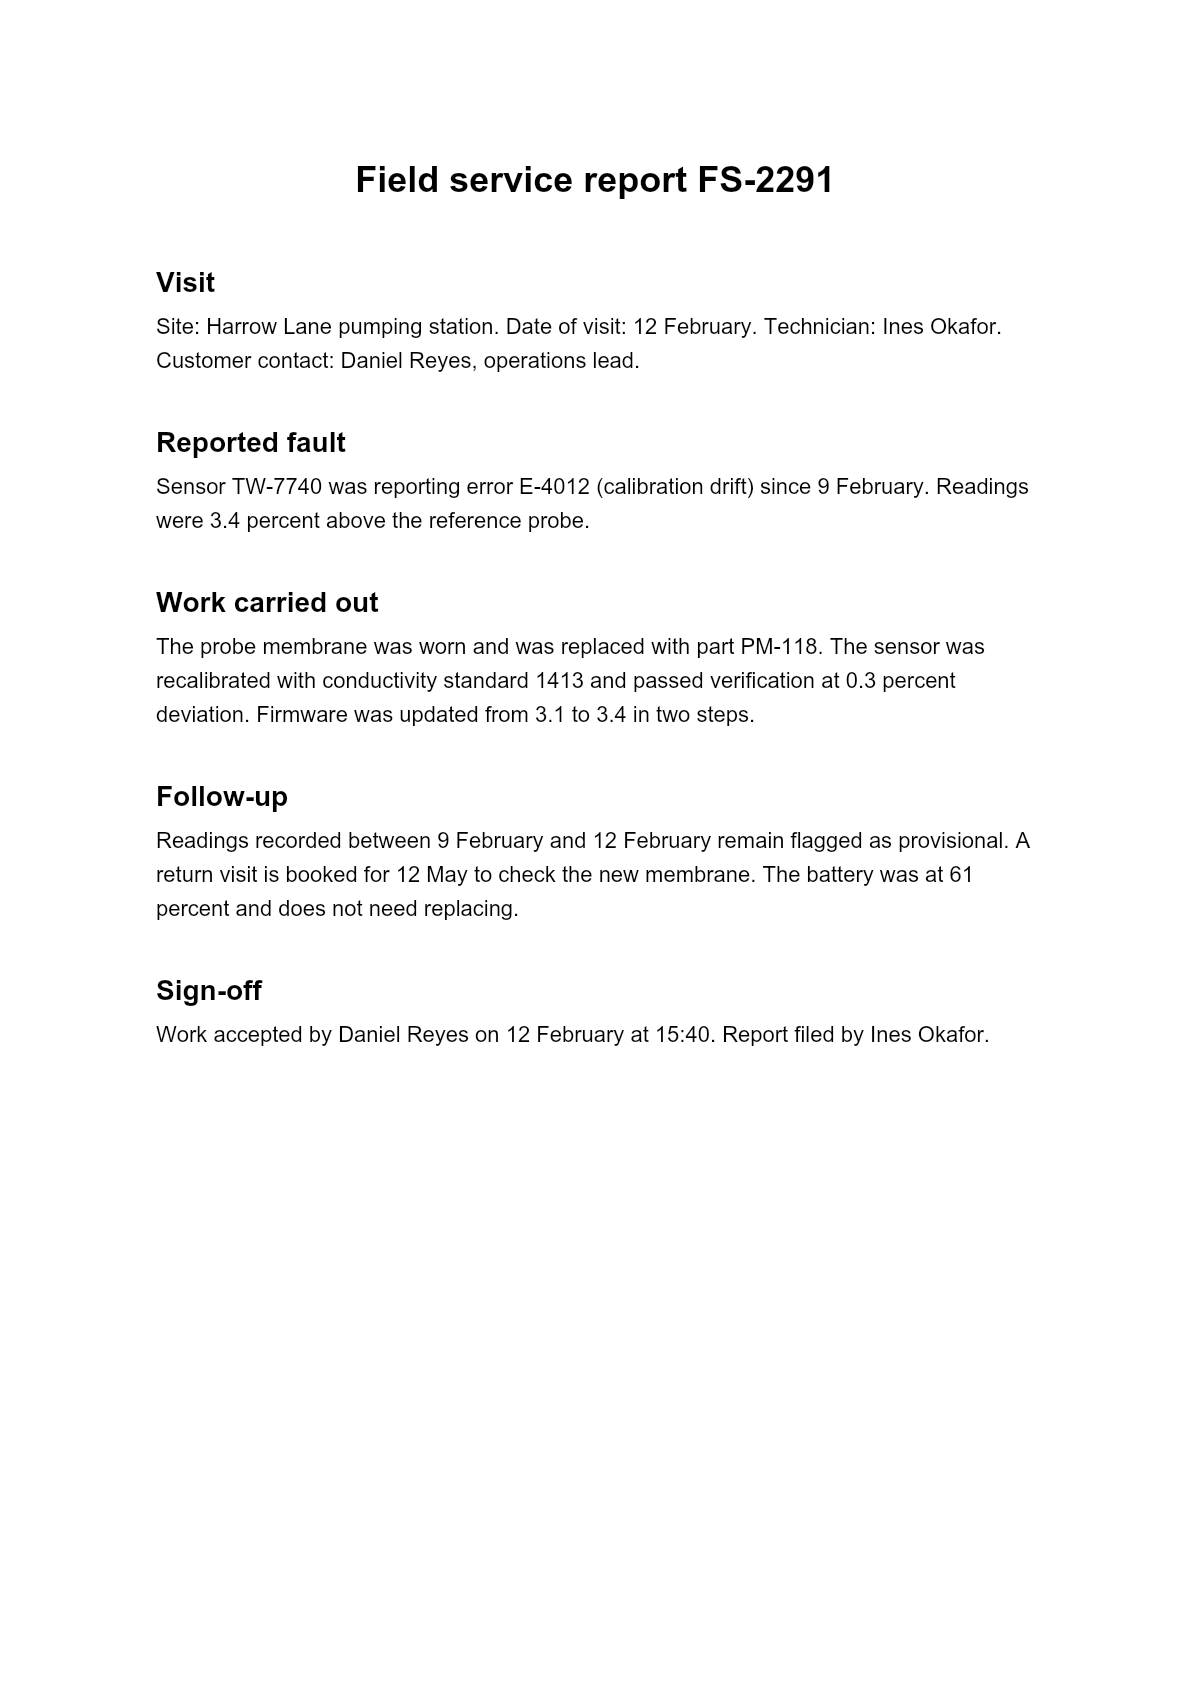 Field service report FS-2291
Visit
Site: Harrow Lane pumping station. Date of visit: 12 February. Technician: Ines Okafor.
Customer contact: Daniel Reyes, operations lead.
Reported fault
Sensor TW-7740 was reporting error E-4012 (calibration drift) since 9 February. Readings
were 3.4 percent above the reference probe.
Work carried out
The probe membrane was worn and was replaced with part PM-118. The sensor was
recalibrated with conductivity standard 1413 and passed verification at 0.3 percent
deviation. Firmware was updated from 3.1 to 3.4 in two steps.
Follow-up
Readings recorded between 9 February and 12 February remain flagged as provisional. A
return visit is booked for 12 May to check the new membrane. The battery was at 61
percent and does not need replacing.
Sign-off
Work accepted by Daniel Reyes on 12 February at 15:40. Report filed by Ines Okafor.